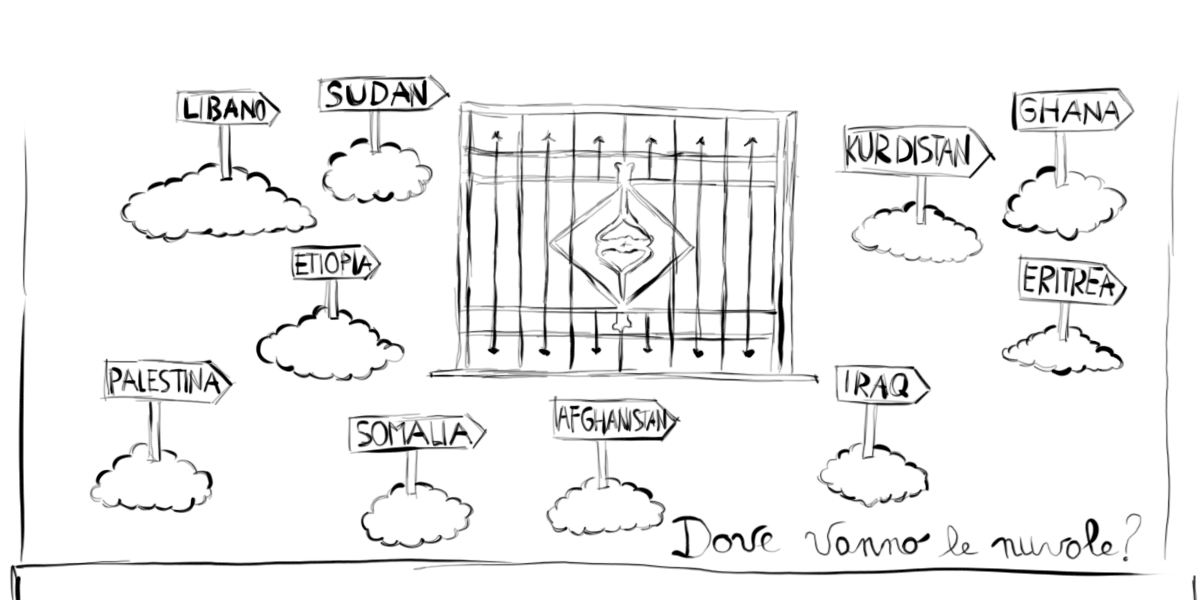 LIBANO
SUDAN
GHANA
KURDISTAN
ETIOPIA
ERITREA
PALESTINA
IRAQ
SOMALIA
AFGHANISTAN
Dove vanno le nuvole?